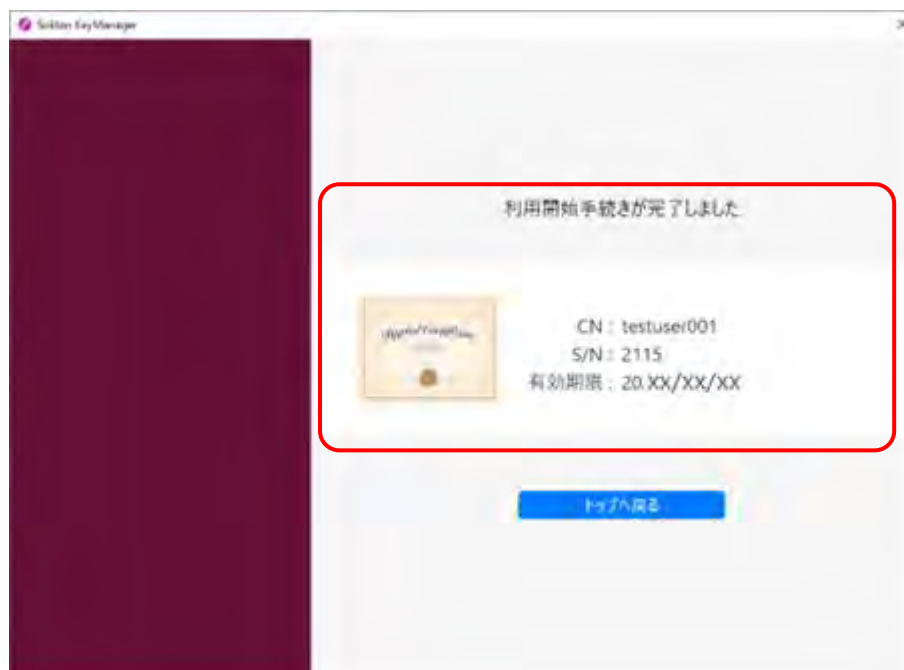 Soliton KeyManager
利用開始手続きが完了しました
CN : testuser001
S/N : 2115
有効期限 : 20.XX/XX/XX
トップへ戻る